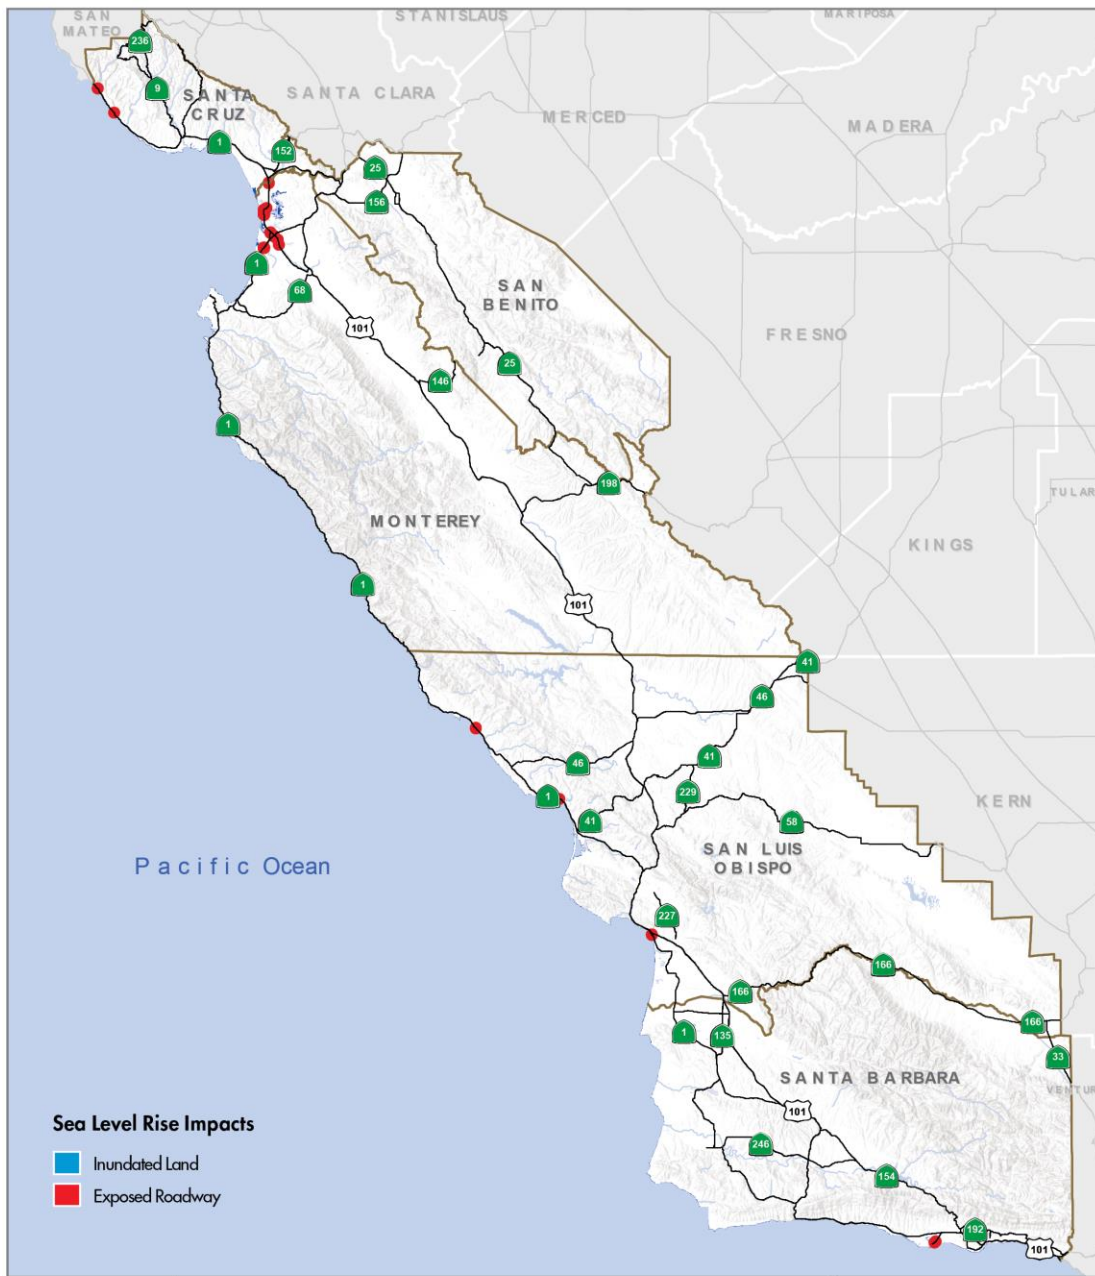 SAN
MATEO
STANISLAUS
MARIPOSA
236
9
SANTA
CRUZ
SANTA CLARA
MERCED
MADERA
1
152
25
156
1
68
SAN
BENITO
101
FRESNO
25
146
1
198
MONTEREY
TULAR
KINGS
1
101
41
46
41
46
229
1
41
58
KERN
SAN LUIS
OBISPO
Pacific Ocean
227
166
166
166
1
135
33
SANTA BARBARA
VENTUR
101
Sea Level Rise Impacts
246
Inundated Land
154
Exposed Roadway
192
101